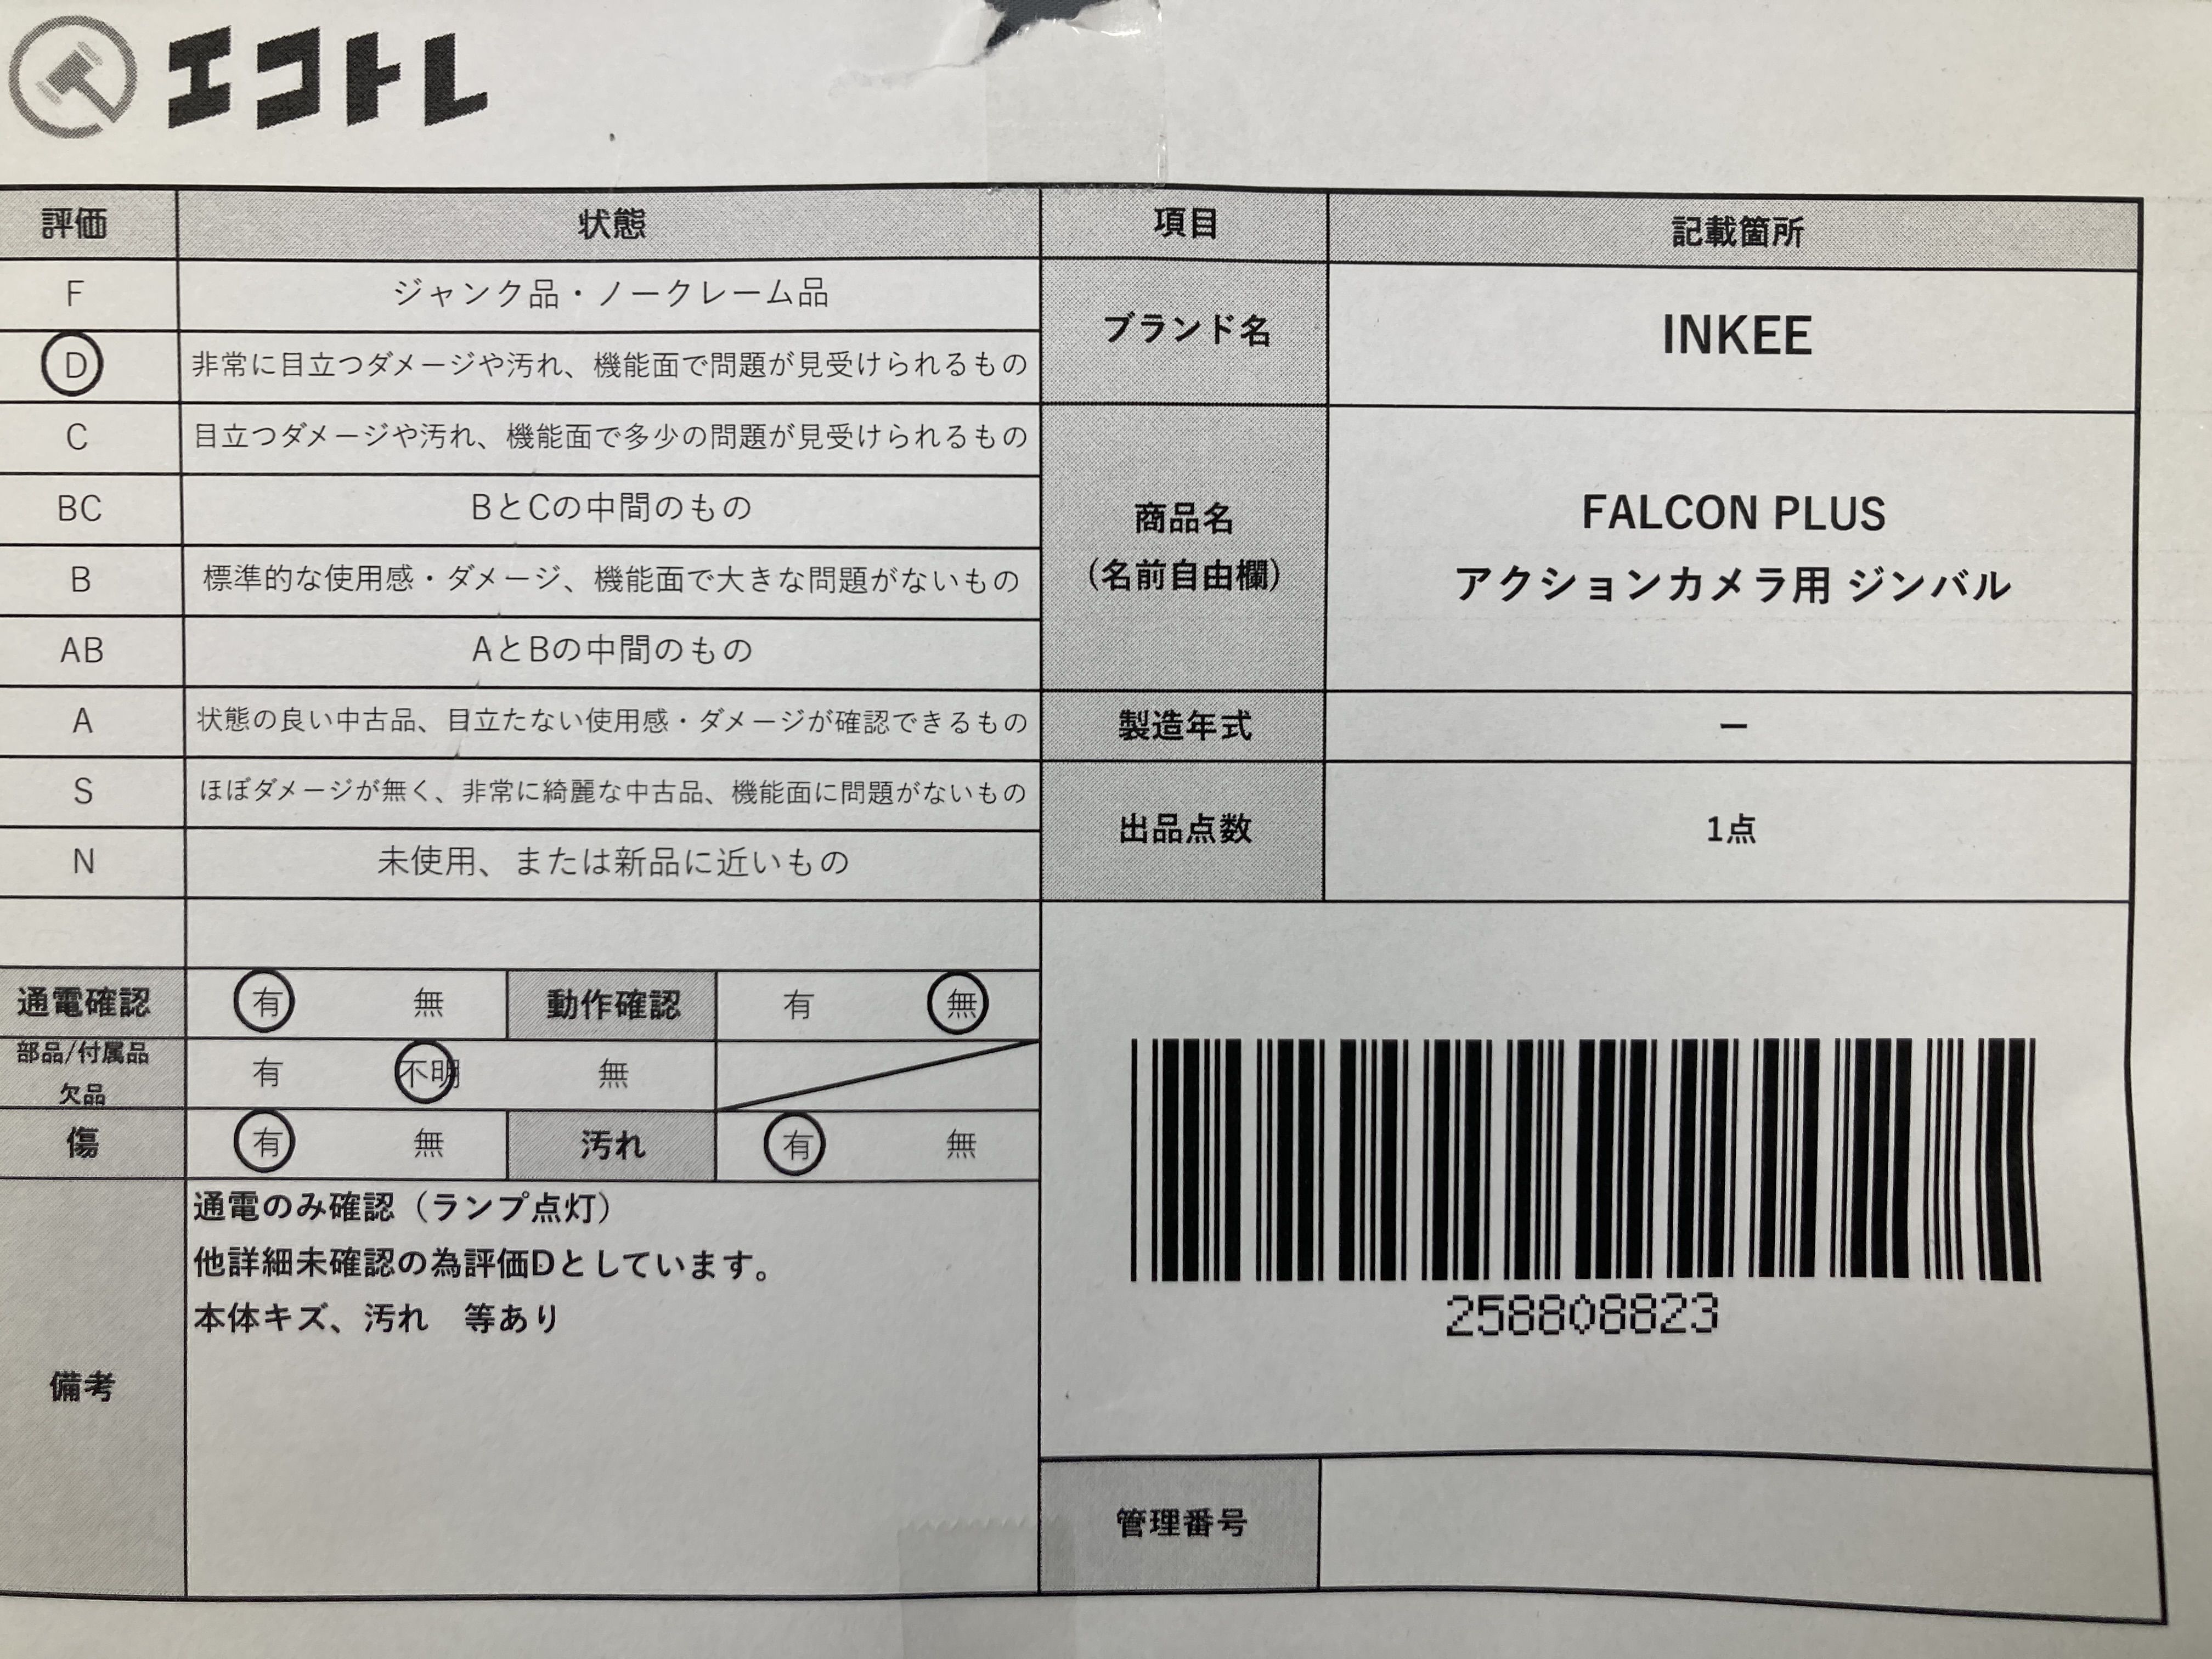 エコトレ
評価 状態 項目 記載箇所
F ジャンク品・ノークレーム品
D 非常に目立つダメージや汚れ、機能面で問題が見受けられるもの
ブランド名 INKEE
C 目立つダメージや汚れ、機能面で多少の問題が見受けられるもの
BC BとCの中間のもの
B 標準的な使用感・ダメージ、機能面で大きな問題がないもの
AB AとBの中間のもの
商品名
（名前自由欄）
FALCON PLUS
アクションカメラ用 ジンバル
A 状態の良い中古品、目立たない使用感・ダメージが確認できるもの
製造年式 ー
S ほぼダメージが無く、非常に綺麗な中古品、機能面に問題がないもの
N 未使用、または新品に近いもの
出品点数 1点
通電確認 有 無 動作確認 有 無
部品/付属品
欠品
有 不明 無
傷 有 無 汚れ 有 無
備考
通電のみ確認（ランプ点灯）
他詳細未確認の為評価Dとしています。
本体キズ、汚れ　等あり
258808823
管理番号